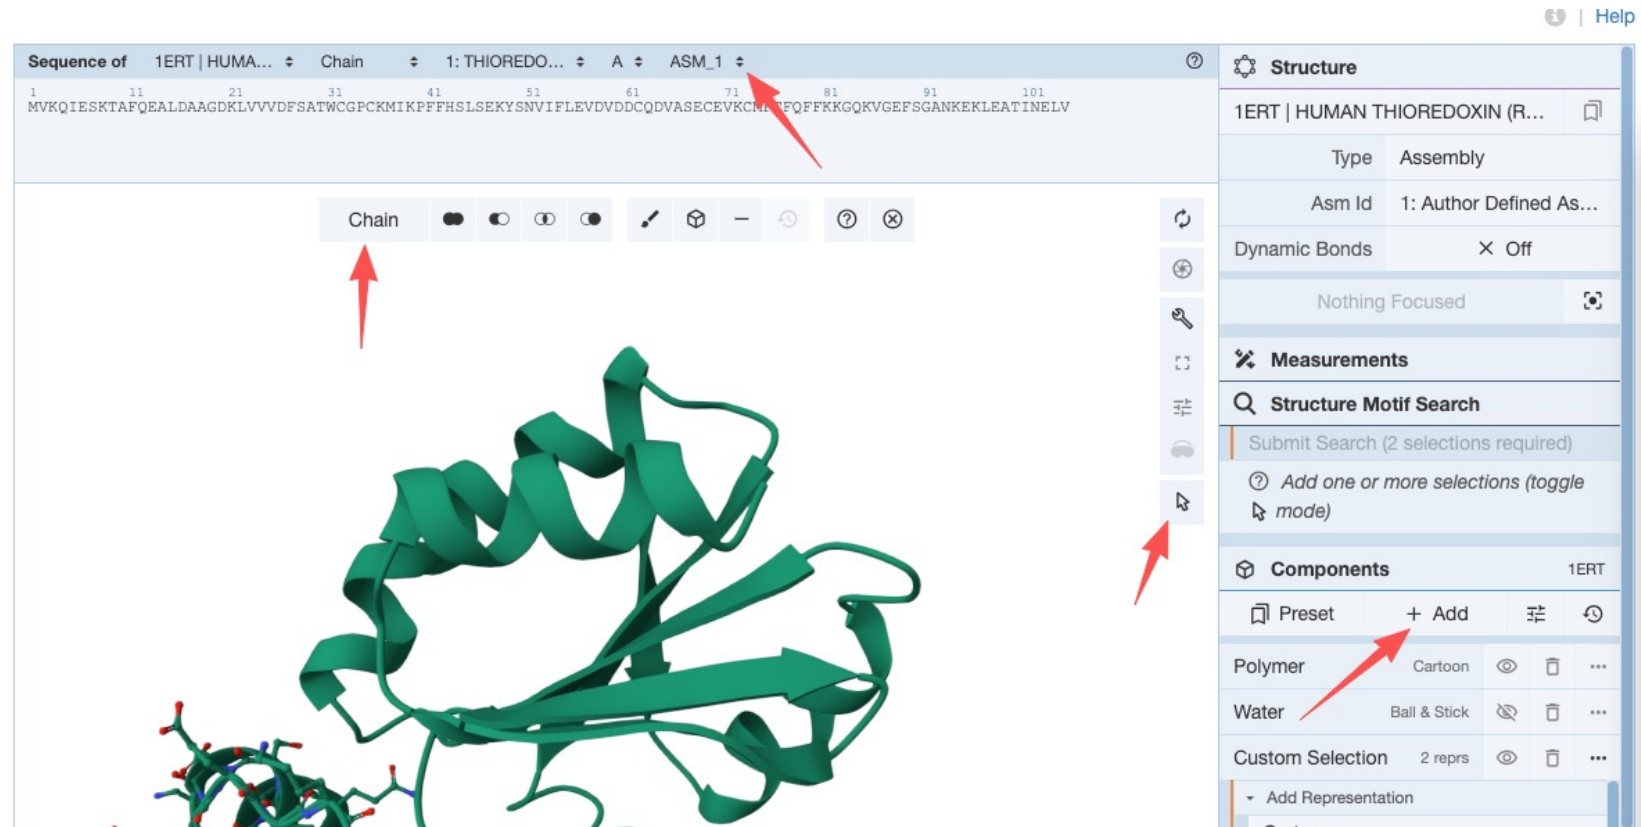 Help
Sequence of 1ERT | HUMA... Chain 1: THIOREDO... A ASM_1
1 11 21 31 41 51 61 71 81 91 101
MVKQIESKTAFQEALDAAGDKLVVVDFSATWCGPCKMIKPFFHSLSEKYSNVIFLEVDVDDCQDVASECEVKCM FQFFKKGQKVGEFSGANKEKLEATINELV
Chain
Structure
1ERT | HUMAN THIOREDOXIN (R...
Type Assembly
Asm Id 1: Author Defined As...
Dynamic Bonds Off
Nothing Focused
Measurements
Structure Motif Search
Submit Search (2 selections required)
Add one or more selections (toggle
mode)
Components 1ERT
Preset + Add
Polymer Cartoon
Water Ball & Stick
Custom Selection 2 reprs
Add Representation